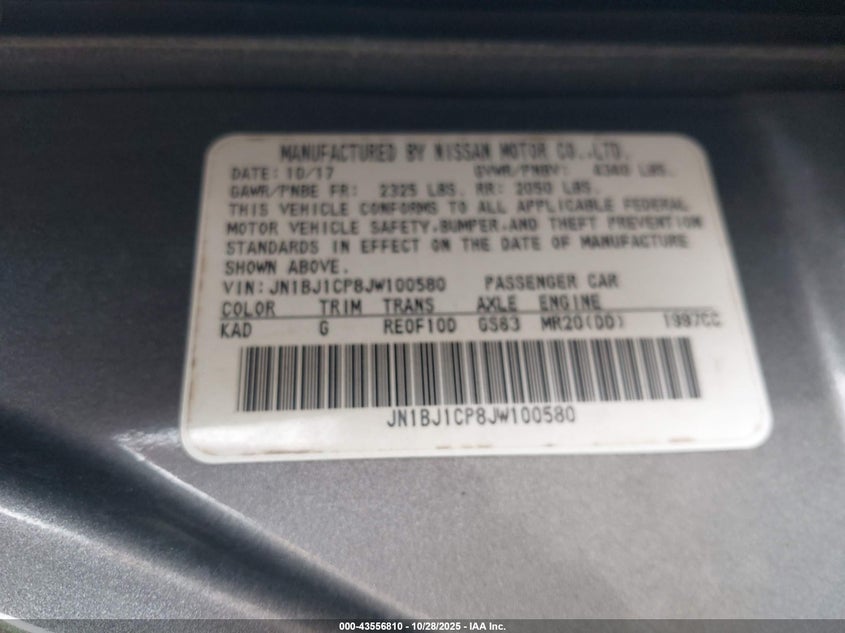 MANUFACTURED BY NISSAN MOTOR CO.,LTD.
DATE: 10/17 GVWR/PNBV: 4340 LBS.
GAWR/PNBE FR: 2325 LBS. RR: 2050 LBS.
THIS VEHICLE CONFORMS TO ALL APPLICABLE FEDERAL
MOTOR VEHICLE SAFETY,BUMPER,AND THEFT PREVENTION
STANDARDS IN EFFECT ON THE DATE OF MANUFACTURE
SHOWN ABOVE.
VIN: JN1BJ1CP8JW100580 PASSENGER CAR
COLOR TRIM TRANS AXLE ENGINE
KAD G RE0F10D GS63 MR20(DD) 1997CC
JN1BJ1CP8JW100580
000-43556810 - 10/28/2025 - IAA Inc.